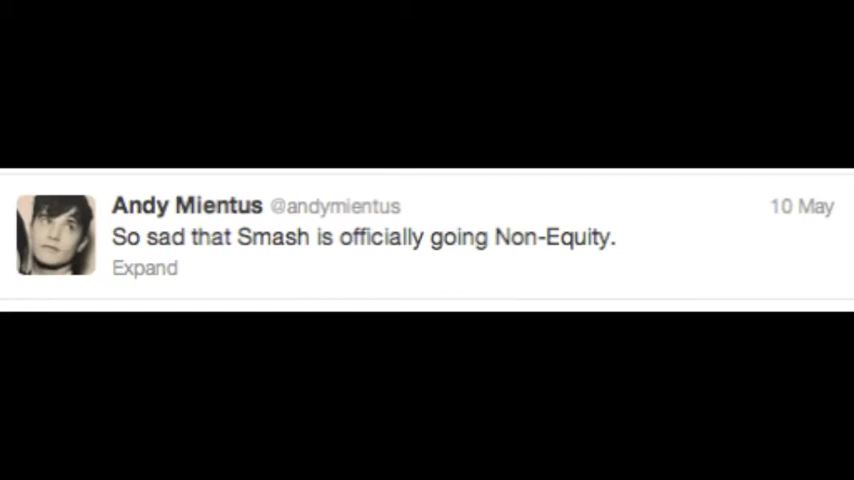 Andy Mientus @andymientus 10 May
So sad that Smash is officially going Non-Equity.
Expand